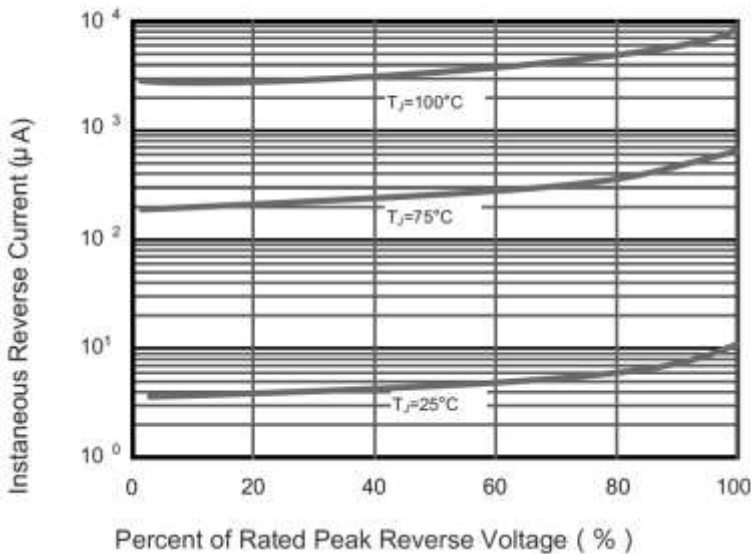 Instaneous Reverse Current (μ A)
10 4
10 3
10 2
10 1
10 0
TJ=100°C
TJ=75°C
TJ=25°C
0 20 40 60 80 100
Percent of Rated Peak Reverse Voltage ( % )